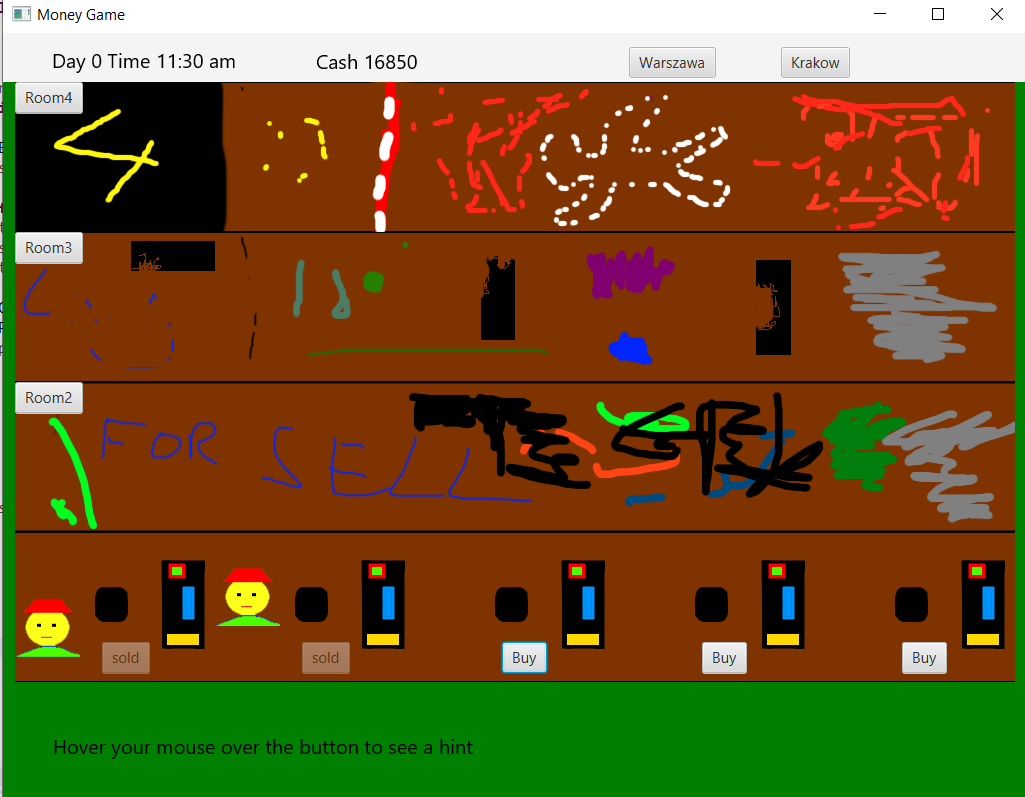 Money Game
Day 0 Time 11:30 am Cash 16850 Warszawa Krakow
Room4
Room3
Room2
FOR SELL
sold sold Buy Buy Buy
Hover your mouse over the button to see a hint